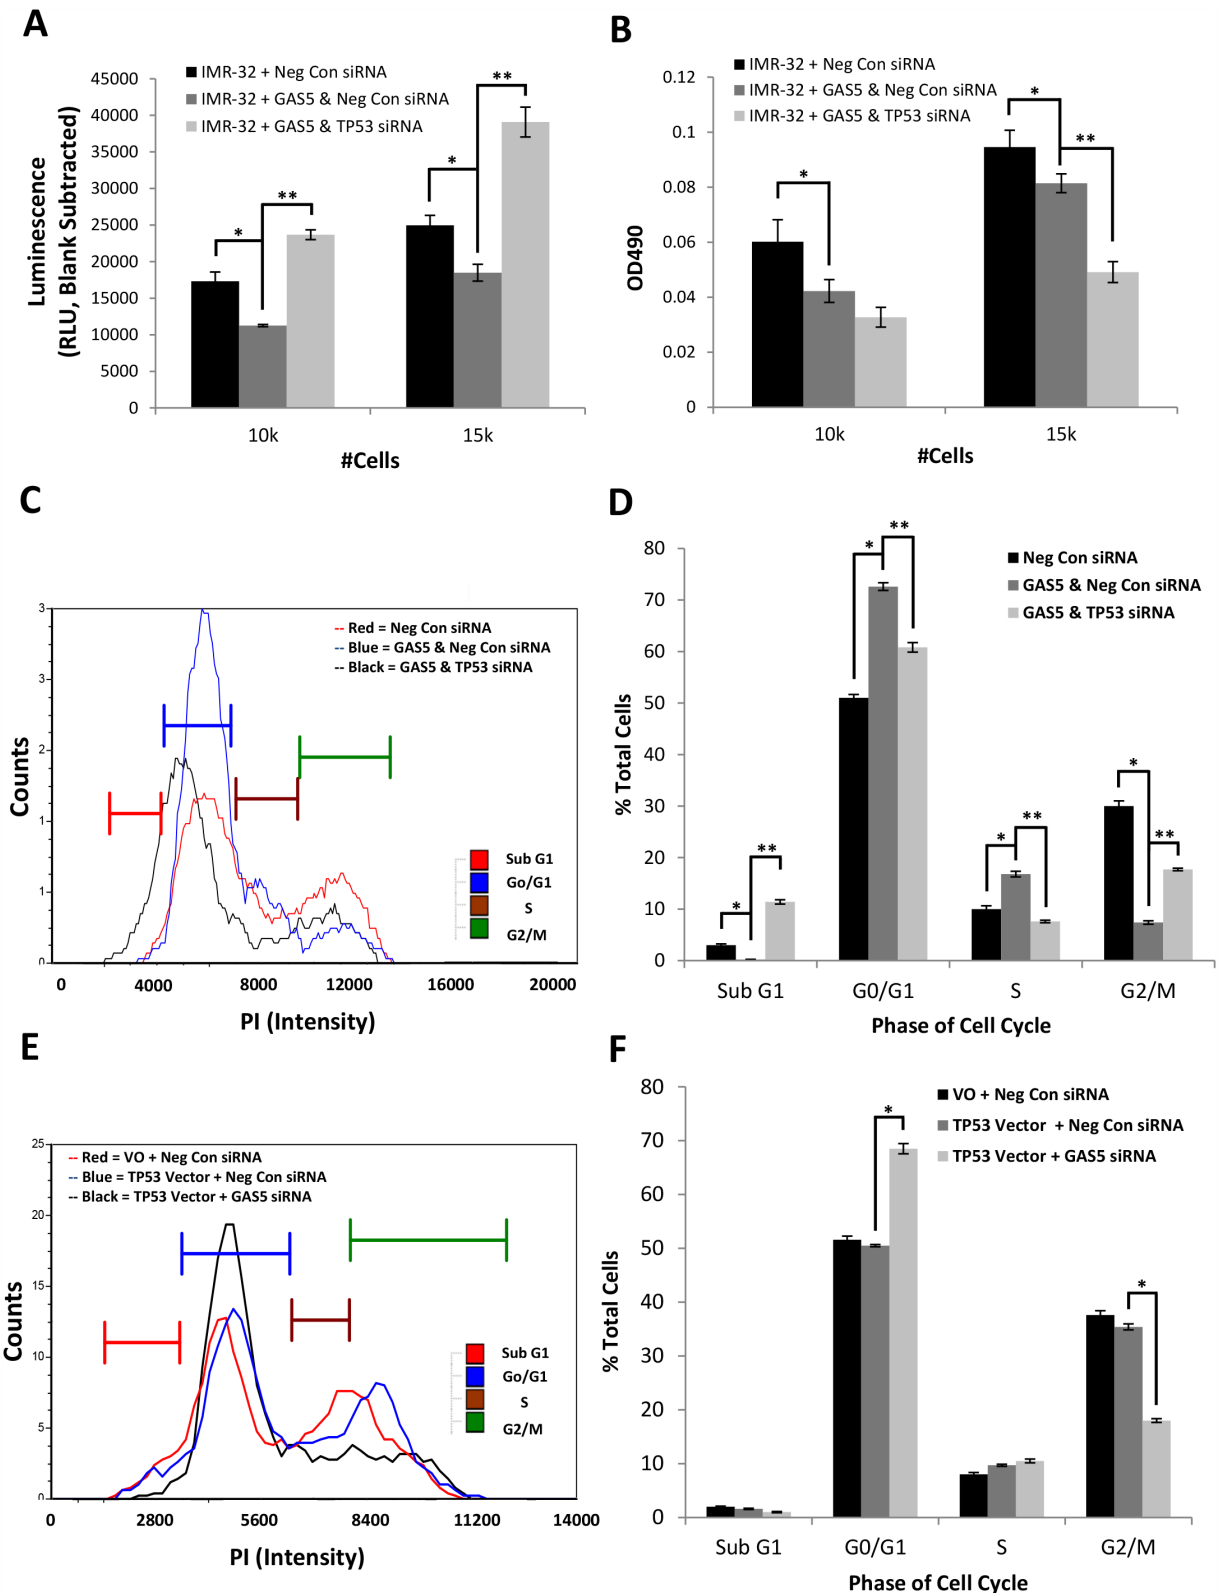 A
IMR-32 + Neg Con siRNA
IMR-32 + GAS5 & Neg Con siRNA
IMR-32 + GAS5 & TP53 siRNA
45000
40000
35000
30000
25000
20000
15000
10000
5000
0
Luminescence
(RLU, Blank Subtracted)
*
**
*
**
10k
15k
#Cells
B
IMR-32 + Neg Con siRNA
IMR-32 + GAS5 & Neg Con siRNA
IMR-32 + GAS5 & TP53 siRNA
0.12
0.1
0.08
0.06
0.04
0.02
0
OD490
*
*
**
10k
15k
#Cells
C
-- Red = Neg Con siRNA
-- Blue = GAS5 & Neg Con siRNA
-- Black = GAS5 & TP53 siRNA
3
3
2
1
1
0
Counts
Sub G1
Go/G1
S
G2/M
0 4000 8000 12000 16000 20000
PI (Intensity)
D
Neg Con siRNA
GAS5 & Neg Con siRNA
GAS5 & TP53 siRNA
80
70
60
50
40
30
20
10
0
% Total Cells
*
**
*
**
*
**
*
**
Sub G1
G0/G1
S
G2/M
Phase of Cell Cycle
E
-- Red = VO + Neg Con siRNA
-- Blue = TP53 Vector + Neg Con siRNA
-- Black = TP53 Vector + GAS5 siRNA
25
20
15
10
5
0
Counts
Sub G1
Go/G1
S
G2/M
0 2800 5600 8400 11200 14000
PI (Intensity)
F
VO + Neg Con siRNA
TP53 Vector + Neg Con siRNA
TP53 Vector + GAS5 siRNA
80
70
60
50
40
30
20
10
0
% Total Cells
*
*
Sub G1
G0/G1
S
G2/M
Phase of Cell Cycle